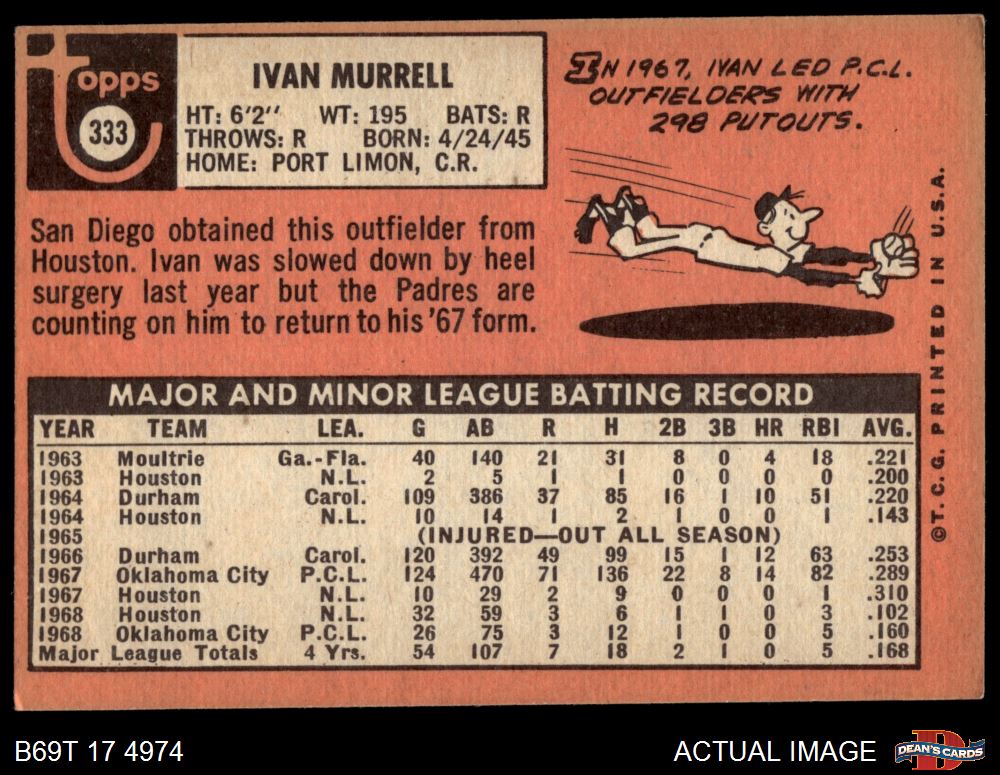 Topps
333
IVAN MURRELL
HT: 6'2" WT: 195 BATS: R
THROWS: R BORN: 4/24/45
HOME: PORT LIMON, C.R.
IN 1967, IVAN LED P.C.L.
OUTFIELDERS WITH
298 PUTOUTS.
San Diego obtained this outfielder from
Houston. Ivan was slowed down by heel
surgery last year but the Padres are
counting on him to return to his '67 form.
MAJOR AND MINOR LEAGUE BATTING RECORD
YEAR TEAM LEA. G AB R H 2B 3B HR RBI AVG.
1963 Moultrie Ga.-Fla. 40 140 21 31 8 0 4 18 .221
1963 Houston N.L. 2 5 1 1 0 0 0 0 .200
1964 Durham Carol. 109 386 37 85 16 1 10 51 .220
1964 Houston N.L. 10 14 1 2 1 0 0 1 .143
1965 (INJURED—OUT ALL SEASON)
1966 Durham Carol. 120 392 49 99 15 1 12 63 .253
1967 Oklahoma City P.C.L. 124 470 71 136 22 8 14 82 .289
1967 Houston N.L. 10 29 2 9 0 0 0 1 .310
1968 Houston N.L. 32 59 3 6 1 1 0 3 .102
1968 Oklahoma City P.C.L. 26 75 3 12 1 0 0 5 .160
Major League Totals 4 Yrs. 54 107 7 18 2 1 0 5 .168
©T. C. G. PRINTED IN U.S.A.
B69T 17 4974
ACTUAL IMAGE
D
DEAN'S CARDS